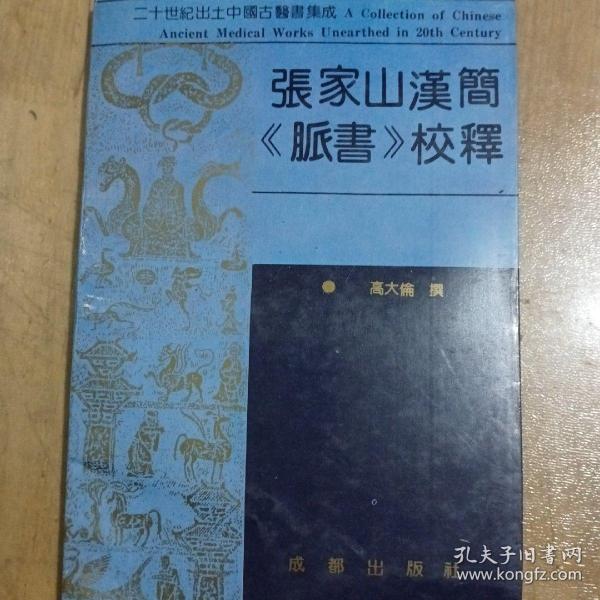 二十世紀出土中國古醫書集成 A Collection of Chinese
Ancient Medical Works Unearthed in 20th Century
張家山漢簡
《脈書》校釋
高大倫 撰
成都出版社
孔夫子旧书网
kongfz.com